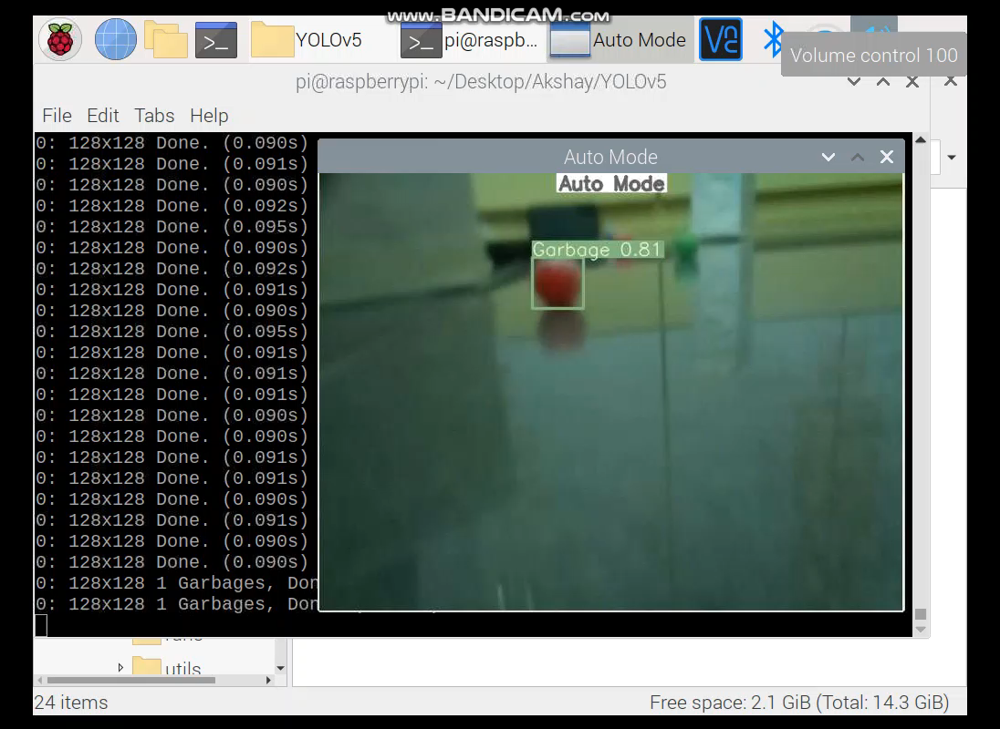 www.BANDICAM.com
YOLOv5
pi@raspb...
Auto Mode
Volume control 100
pi@raspberrypi: ~/Desktop/Akshay/YOLOv5
File Edit Tabs Help
0: 128x128 Done. (0.090s)
0: 128x128 Done. (0.091s)
0: 128x128 Done. (0.090s)
0: 128x128 Done. (0.092s)
0: 128x128 Done. (0.095s)
0: 128x128 Done. (0.090s)
0: 128x128 Done. (0.092s)
0: 128x128 Done. (0.091s)
0: 128x128 Done. (0.090s)
0: 128x128 Done. (0.095s)
0: 128x128 Done. (0.091s)
0: 128x128 Done. (0.091s)
0: 128x128 Done. (0.091s)
0: 128x128 Done. (0.090s)
0: 128x128 Done. (0.090s)
0: 128x128 Done. (0.091s)
0: 128x128 Done. (0.091s)
0: 128x128 Done. (0.090s)
0: 128x128 Done. (0.091s)
0: 128x128 Done. (0.090s)
0: 128x128 Done. (0.090s)
0: 128x128 1 Garbages, Don
0: 128x128 1 Garbages, Don
Auto Mode
Auto Mode
Garbage 0.81
utils
24 items
Free space: 2.1 GiB (Total: 14.3 GiB)